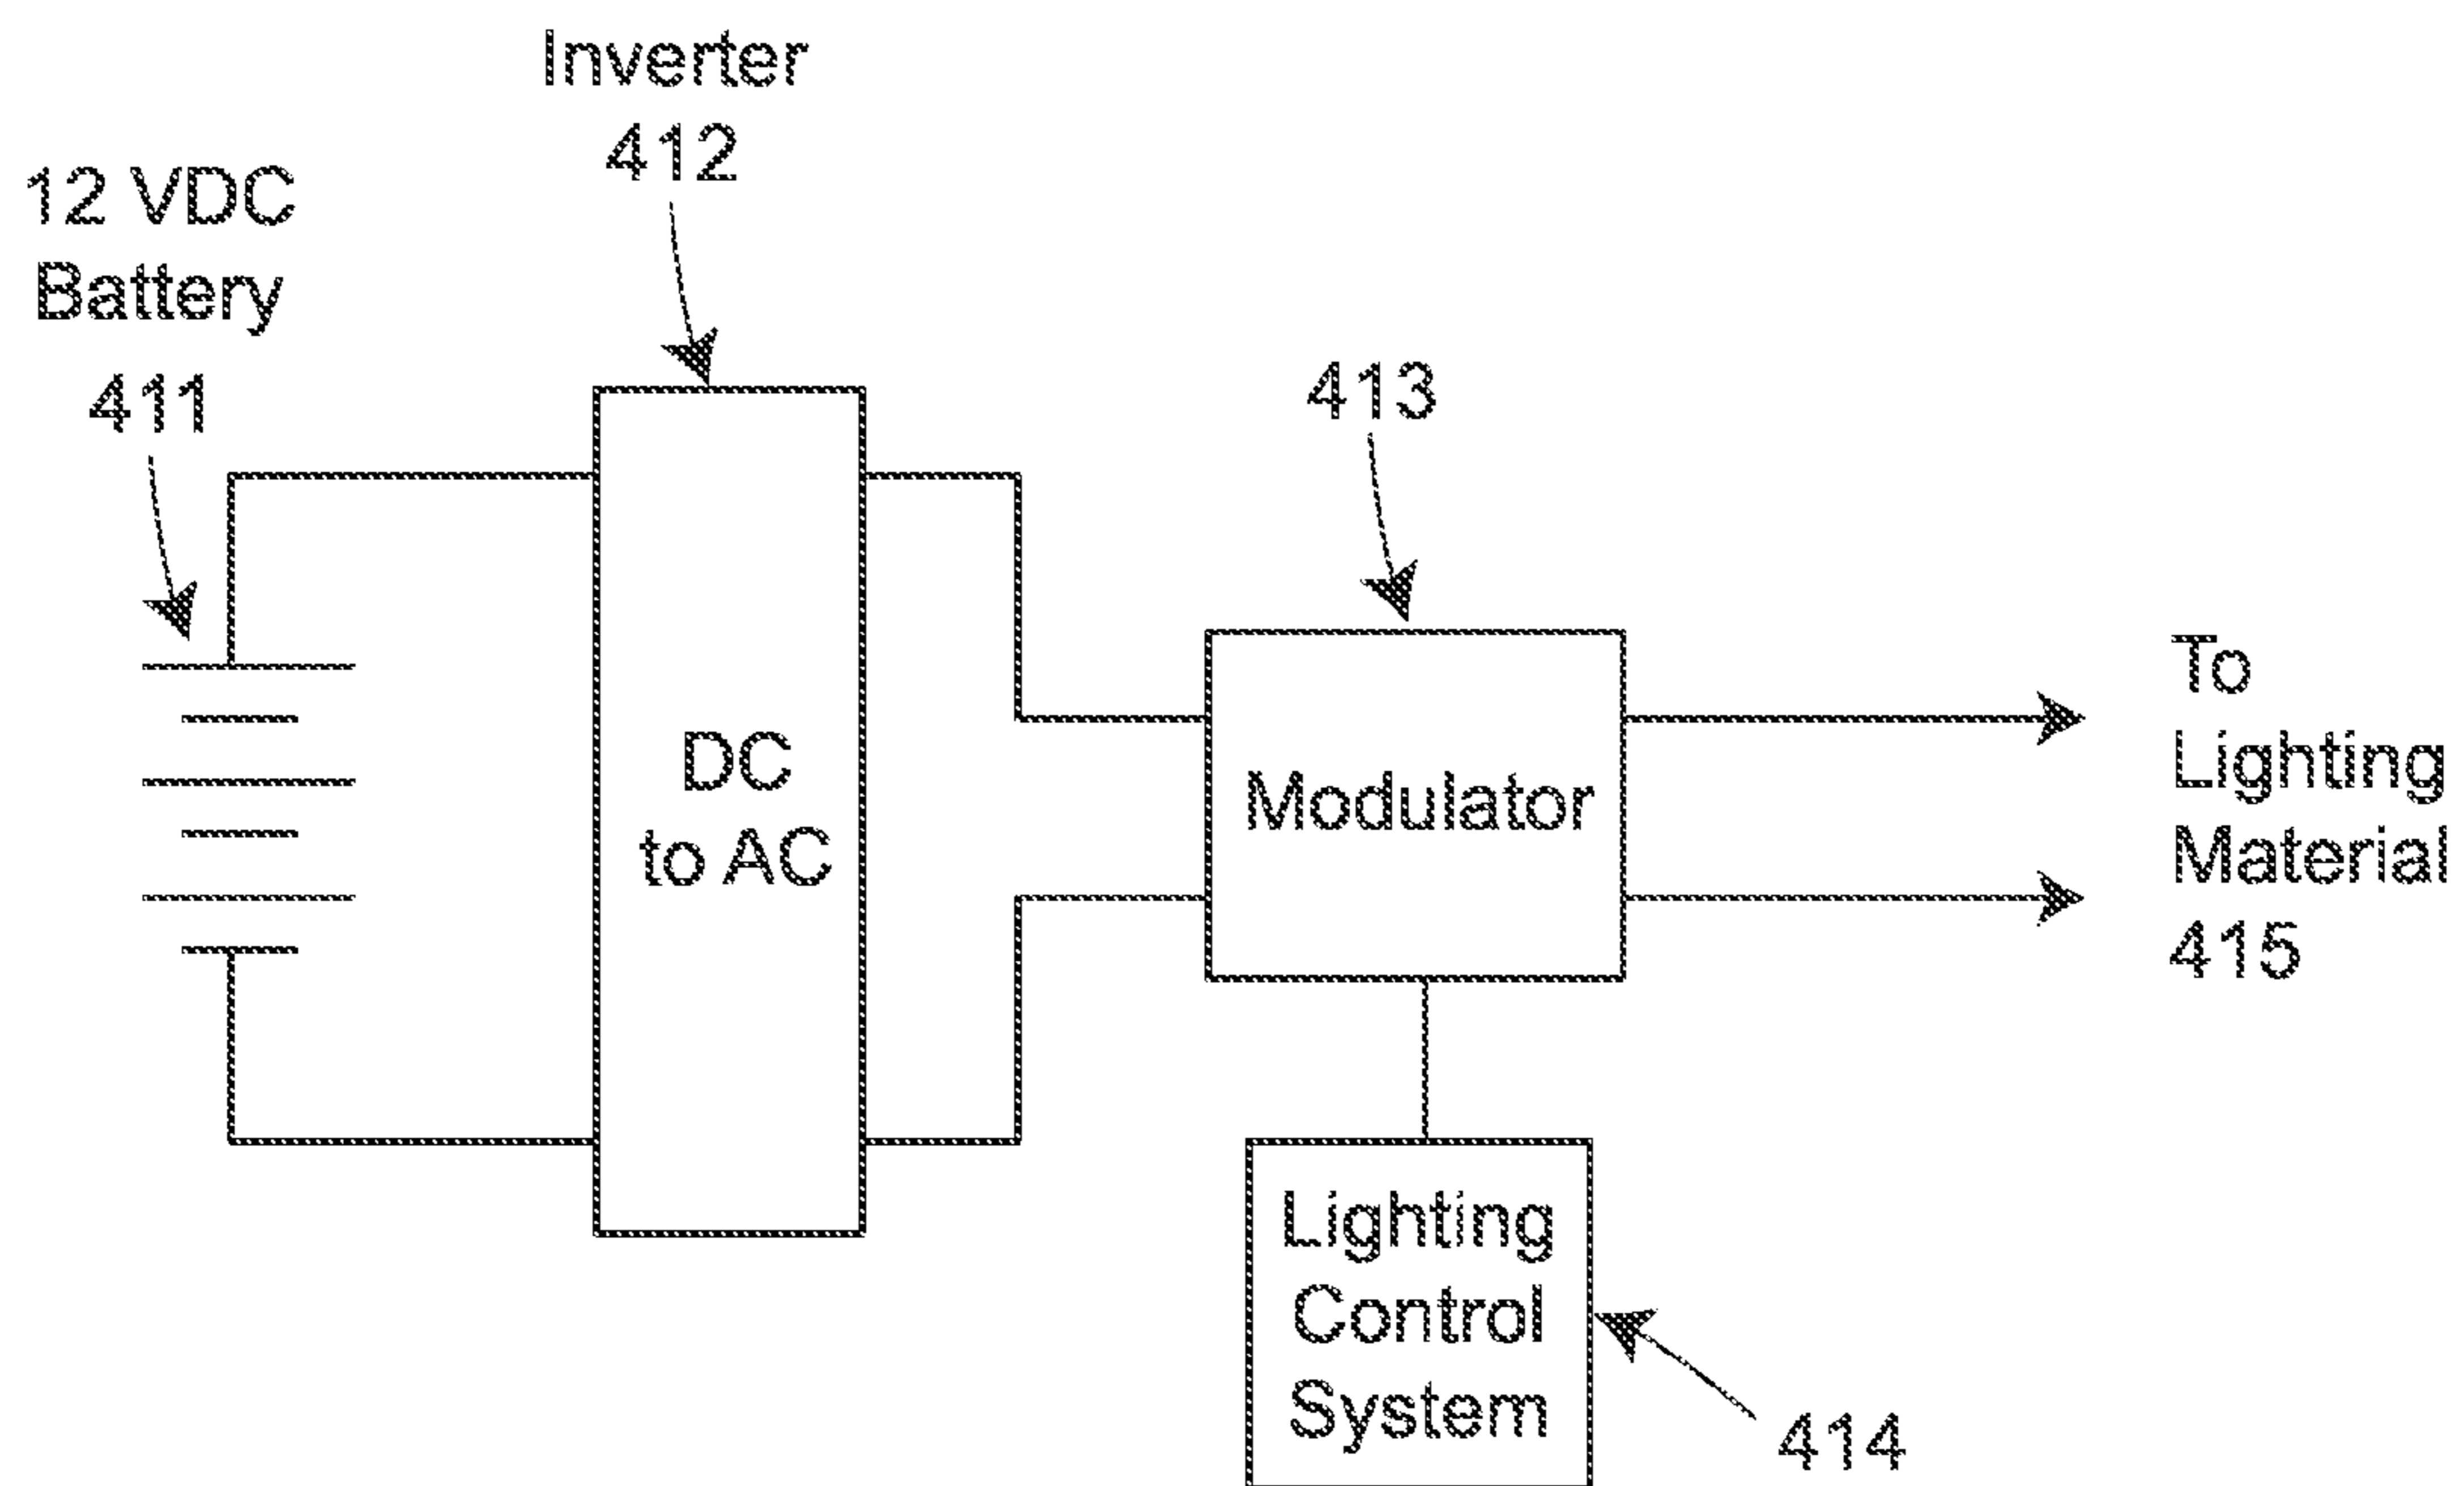 Inverter
412
12 VDC
Battery
411
413
DC
to AC
Modulator
To
Lighting
Material
415
Lighting
Control
System
414